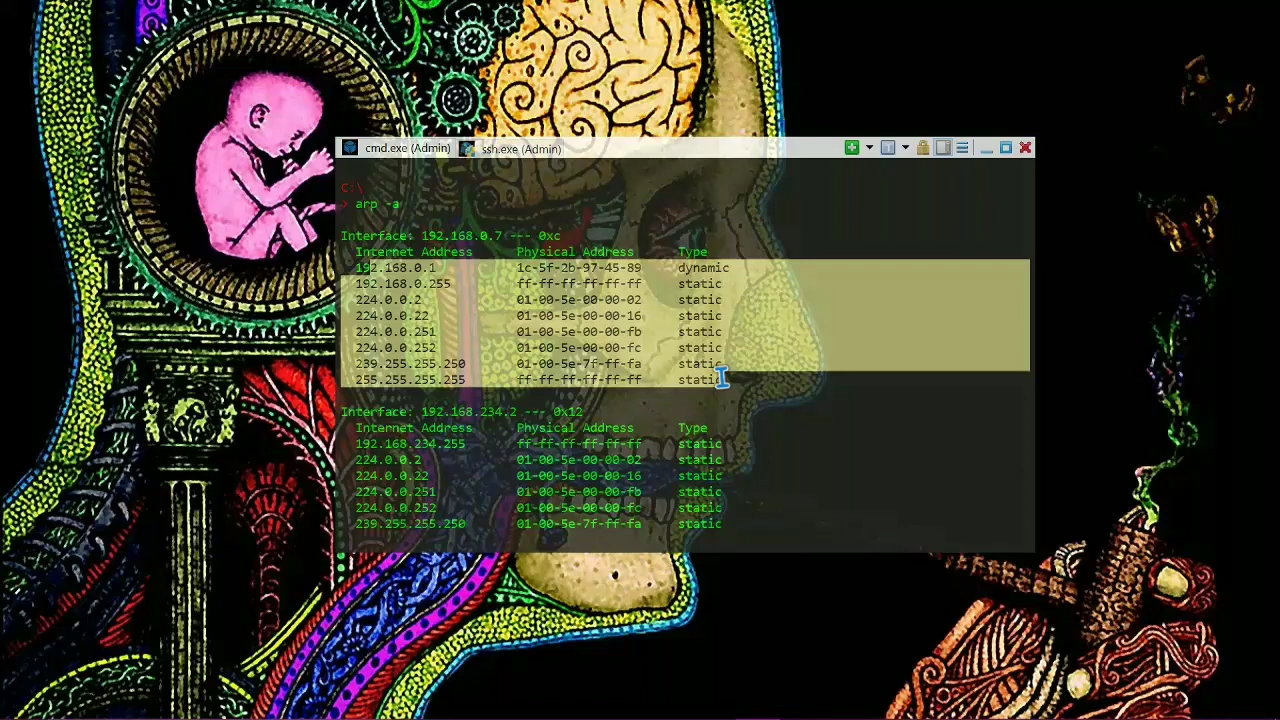 cmd.exe (Admin) ssh.exe (Admin)
C:\
> arp -a
Interface: 192.168.0.7 --- 0xc
Internet Address Physical Address Type
192.168.0.1 1c-5f-2b-97-45-89 dynamic
192.168.0.255 ff-ff-ff-ff-ff-ff static
224.0.0.2 01-00-5e-00-00-02 static
224.0.0.22 01-00-5e-00-00-16 static
224.0.0.251 01-00-5e-00-00-fb static
224.0.0.252 01-00-5e-00-00-fc static
239.255.255.250 01-00-5e-7f-ff-fa static
255.255.255.255 ff-ff-ff-ff-ff-ff static
Interface: 192.168.234.2 --- 0x12
Internet Address Physical Address Type
192.168.234.255 ff-ff-ff-ff-ff-ff static
224.0.0.2 01-00-5e-00-00-02 static
224.0.0.22 01-00-5e-00-00-16 static
224.0.0.251 01-00-5e-00-00-fb static
224.0.0.252 01-00-5e-00-00-fc static
239.255.255.250 01-00-5e-7f-ff-fa static